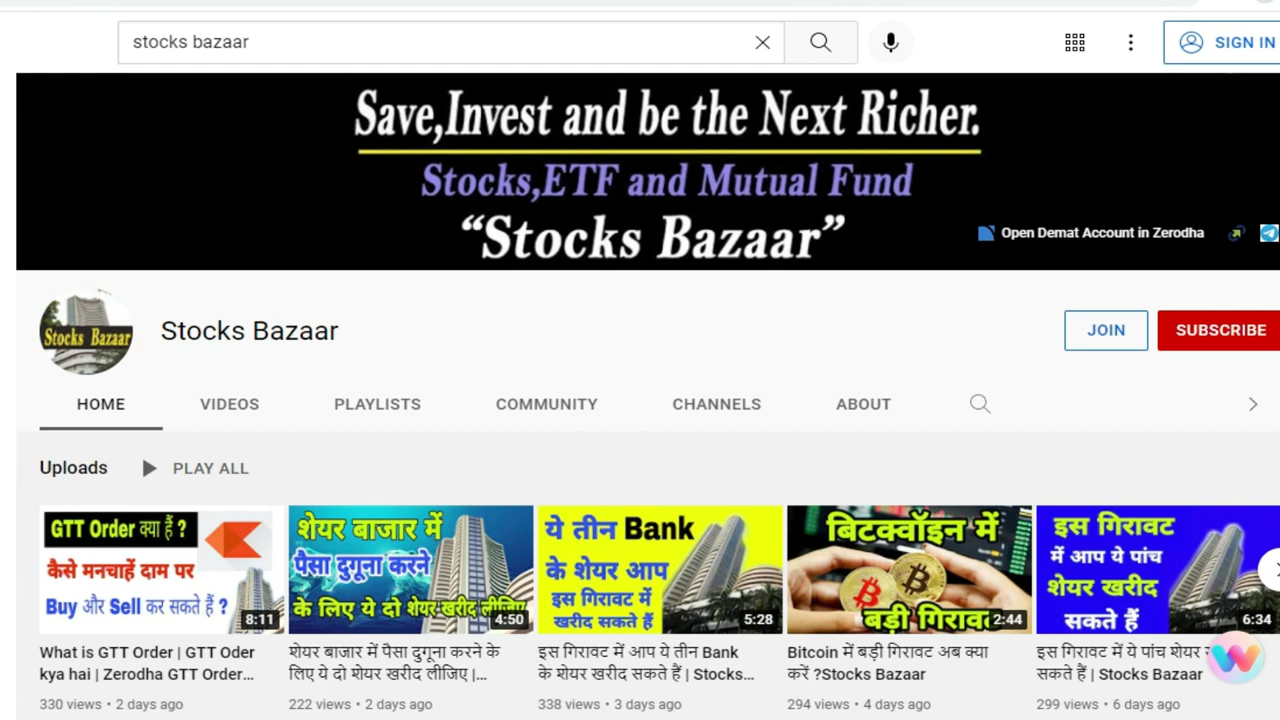 stocks bazaar
SIGN IN
Save,Invest and be the Next Richer.
Stocks,ETF and Mutual Fund
“Stocks Bazaar”
Open Demat Account in Zerodha
Stocks Bazaar
Stocks Bazaar
JOIN
SUBSCRIBE
HOME
VIDEOS
PLAYLISTS
COMMUNITY
CHANNELS
ABOUT
Uploads
PLAY ALL
GTT Order क्या हैं ?
कैसे मनचाहें दाम पर
Buy और Sell कर सकते हैं ?
8:11
शेयर बाजार में
पैसा दुगूना करने
के लिए ये दो शेयर खरीद लीजिए
4:50
ये तीन Bank
के शेयर आप
इस गिरावट में
खरीद सकते हैं
5:28
बिटक्वॉइन में
बड़ी गिरावट
2:44
इस गिरावट
में आप ये पांच
शेयर खरीद
सकते हैं
6:34
What is GTT Order | GTT Oder
kya hai | Zerodha GTT Order...
330 views • 2 days ago
शेयर बाजार में पैसा दुगूना करने के
लिए ये दो शेयर खरीद लीजिए |...
222 views • 2 days ago
इस गिरावट में आप ये तीन Bank
के शेयर खरीद सकते हैं | Stocks...
338 views • 3 days ago
Bitcoin में बड़ी गिरावट अब क्या
करें ?Stocks Bazaar
294 views • 4 days ago
इस गिरावट में ये पांच शेयर
सकते हैं | Stocks Bazaar
299 views • 6 days ago